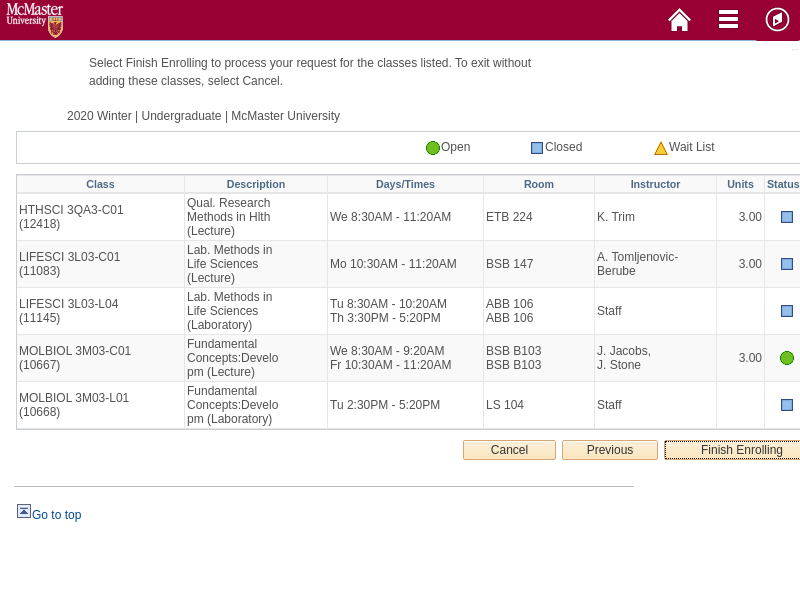 McMaster
University
Select Finish Enrolling to process your request for the classes listed. To exit without
adding these classes, select Cancel.
2020 Winter | Undergraduate | McMaster University
Open Closed Wait List
Class Description Days/Times Room Instructor Units Status
HTHSCI 3QA3-C01
(12418)
Qual. Research
Methods in Hlth
(Lecture)
We 8:30AM - 11:20AM
ETB 224
K. Trim
3.00
LIFESCI 3L03-C01
(11083)
Lab. Methods in
Life Sciences
(Lecture)
Mo 10:30AM - 11:20AM
BSB 147
A. Tomljenovic-
Berube
3.00
LIFESCI 3L03-L04
(11145)
Lab. Methods in
Life Sciences
(Laboratory)
Tu 8:30AM - 10:20AM
Th 3:30PM - 5:20PM
ABB 106
ABB 106
Staff
MOLBIOL 3M03-C01
(10667)
Fundamental
Concepts:Develo
pm (Lecture)
We 8:30AM - 9:20AM
Fr 10:30AM - 11:20AM
BSB B103
BSB B103
J. Jacobs,
J. Stone
3.00
MOLBIOL 3M03-L01
(10668)
Fundamental
Concepts:Develo
pm (Laboratory)
Tu 2:30PM - 5:20PM
LS 104
Staff
Cancel Previous Finish Enrolling
Go to top